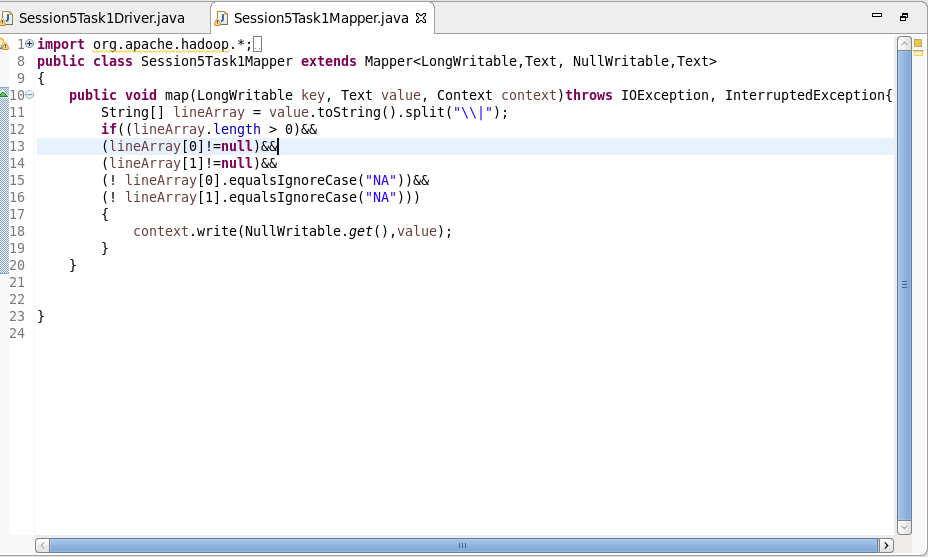 Session5Task1Driver.java Session5Task1Mapper.java
1 import org.apache.hadoop.*;
8 public class Session5Task1Mapper extends Mapper<LongWritable,Text, NullWritable,Text>
9 {
10 public void map(LongWritable key, Text value, Context context)throws IOException, InterruptedException{
11 String[] lineArray = value.toString().split("\\|");
12 if((lineArray.length > 0)&&
13 (lineArray[0]!=null)&&
14 (lineArray[1]!=null)&&
15 (! lineArray[0].equalsIgnoreCase("NA"))&&
16 (! lineArray[1].equalsIgnoreCase("NA")))
17 {
18 context.write(NullWritable.get(),value);
19 }
20 }
21
22
23 }
24